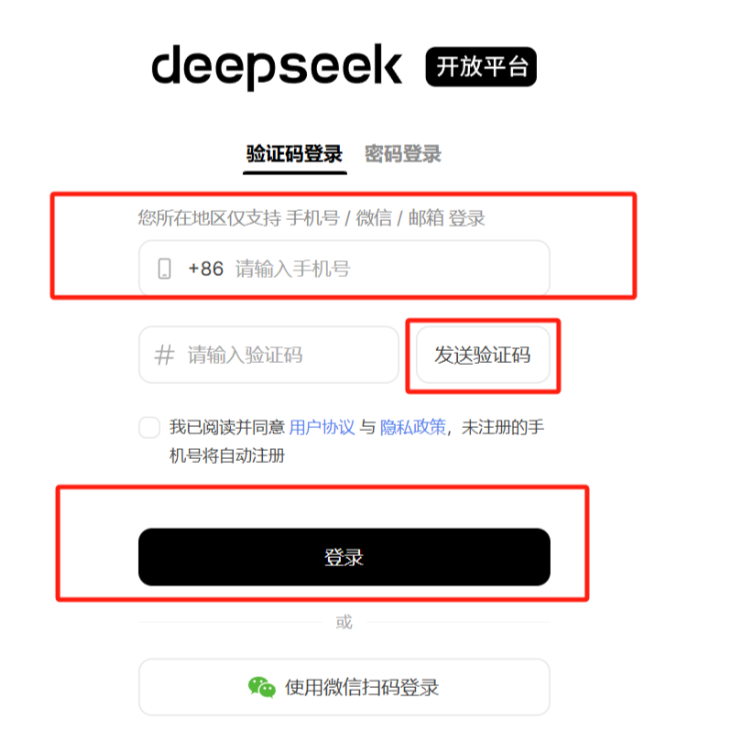 deepseek 开放平台
验证码登录 密码登录
您所在地区仅支持 手机号 / 微信 / 邮箱 登录
+86 请输入手机号
# 请输入验证码 发送验证码
我已阅读并同意 用户协议 与 隐私政策，未注册的手
机号将自动注册
登录
或
使用微信扫码登录